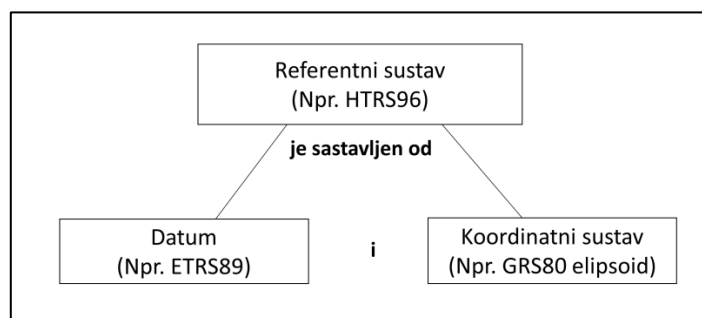 Referentni sustav
(Npr. HTRS96)
je sastavljen od
Datum
(Npr. ETRS89)
i
Koordinatni sustav
(Npr. GRS80 elipsoid)